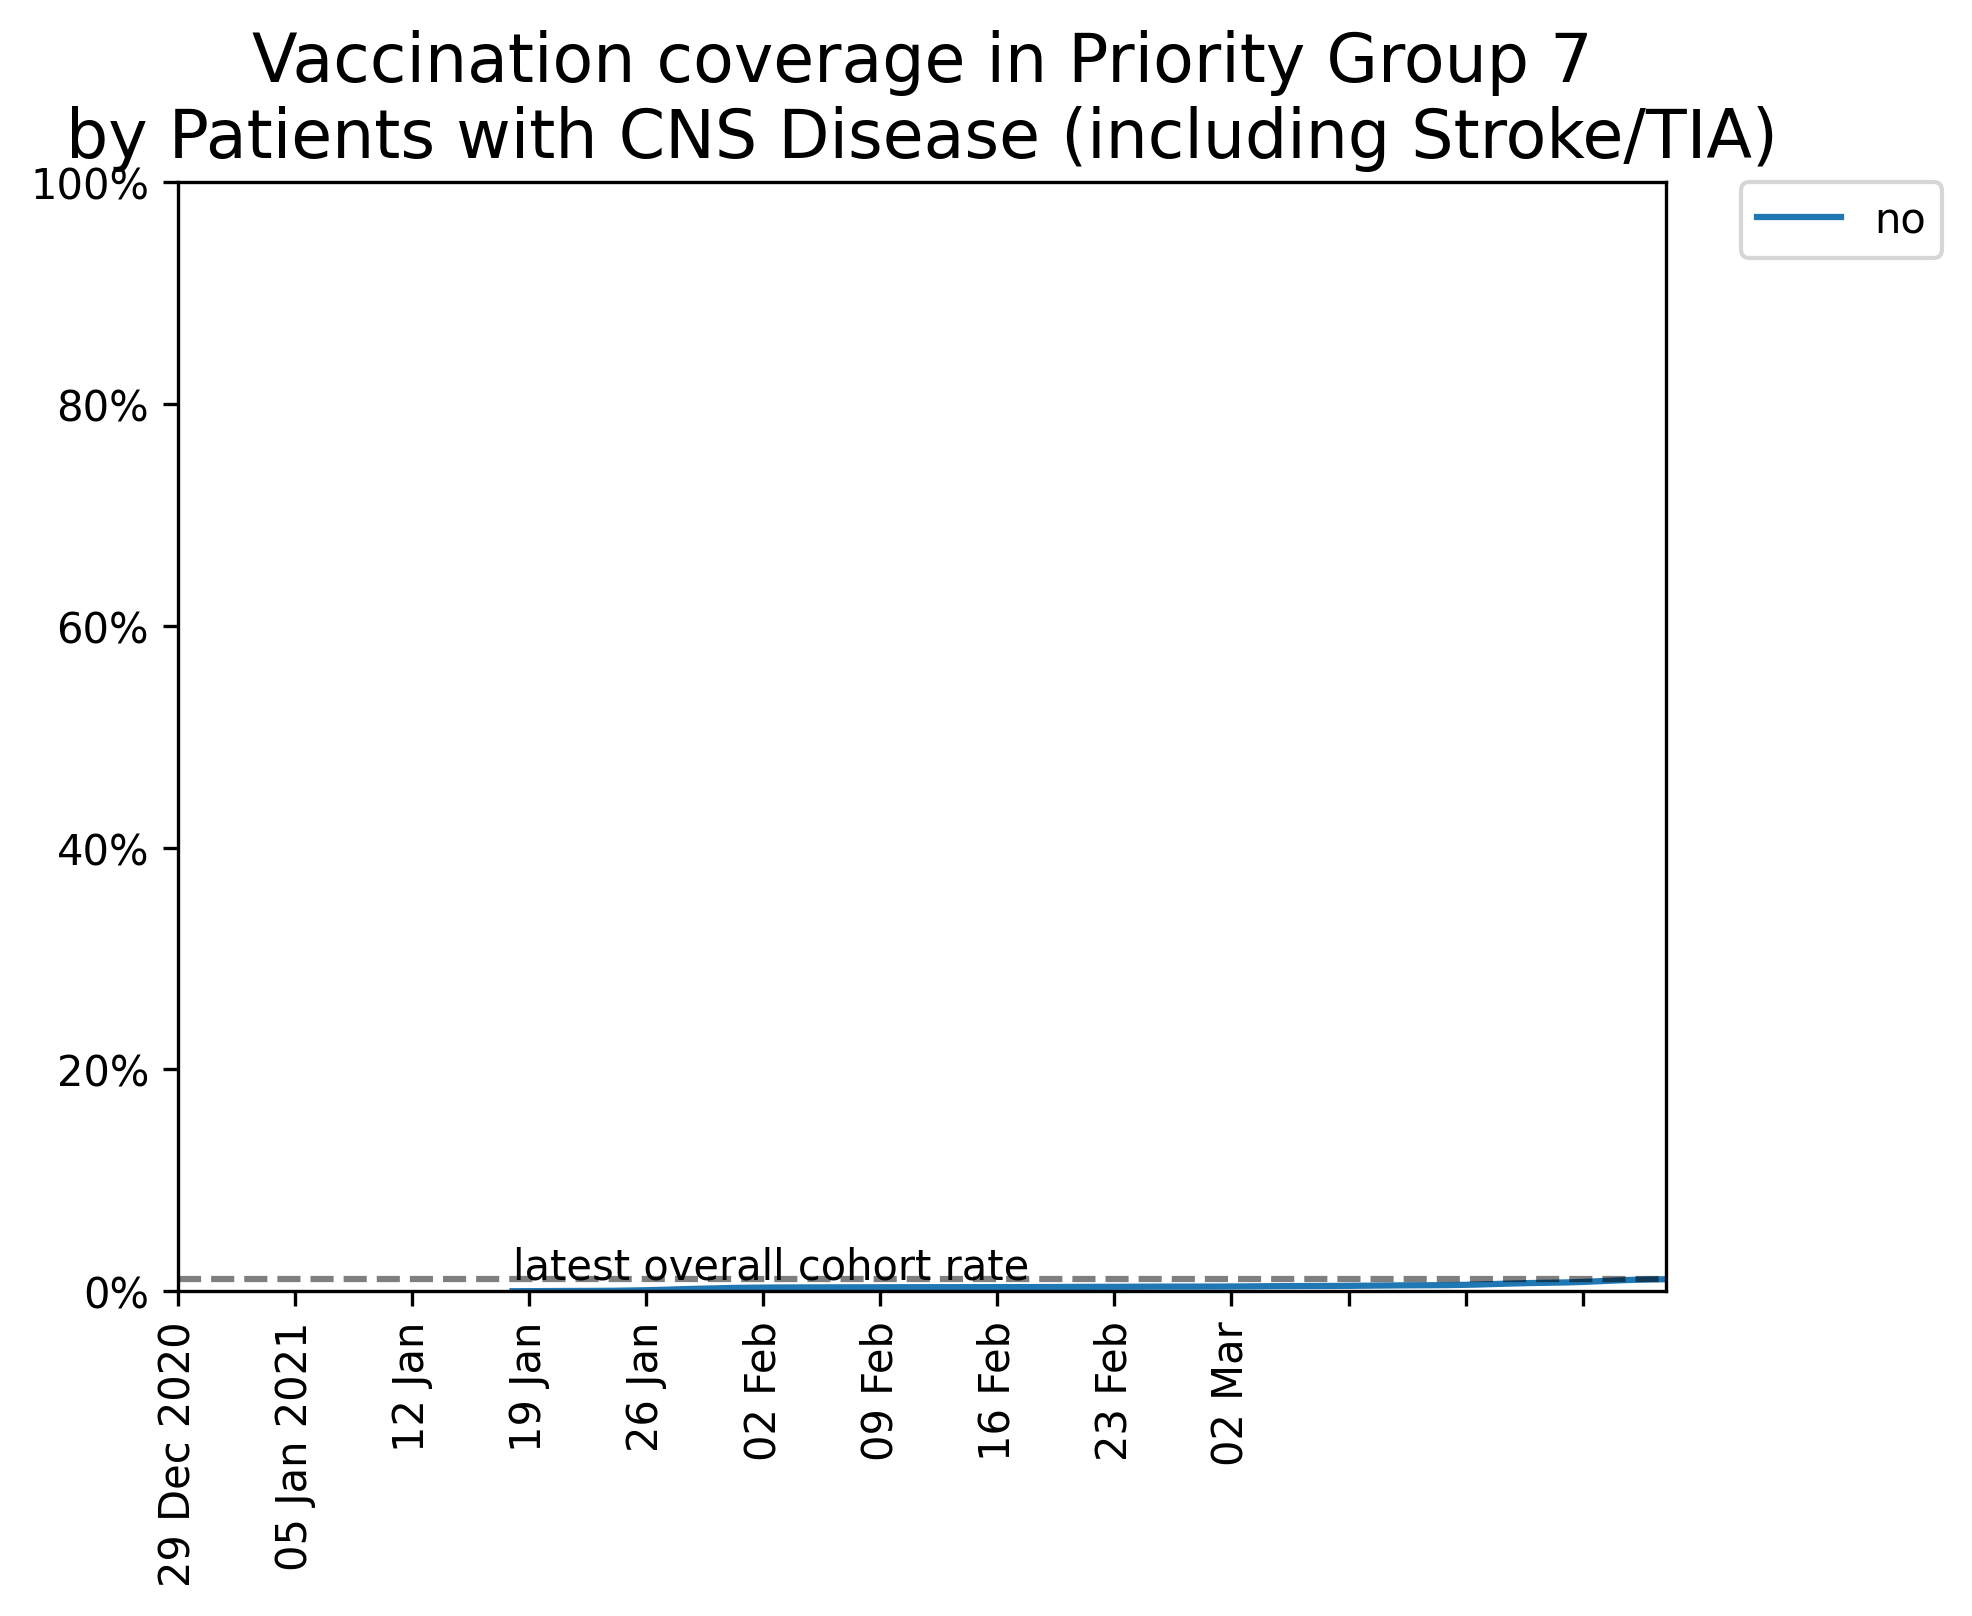 Vaccination coverage in Priority Group 7
by Patients with CNS Disease (including Stroke/TIA)
100%
80%
60%
40%
20%
0%
no
latest overall cohort rate
29 Dec 2020
05 Jan 2021
12 Jan
19 Jan
26 Jan
02 Feb
09 Feb
16 Feb
23 Feb
02 Mar